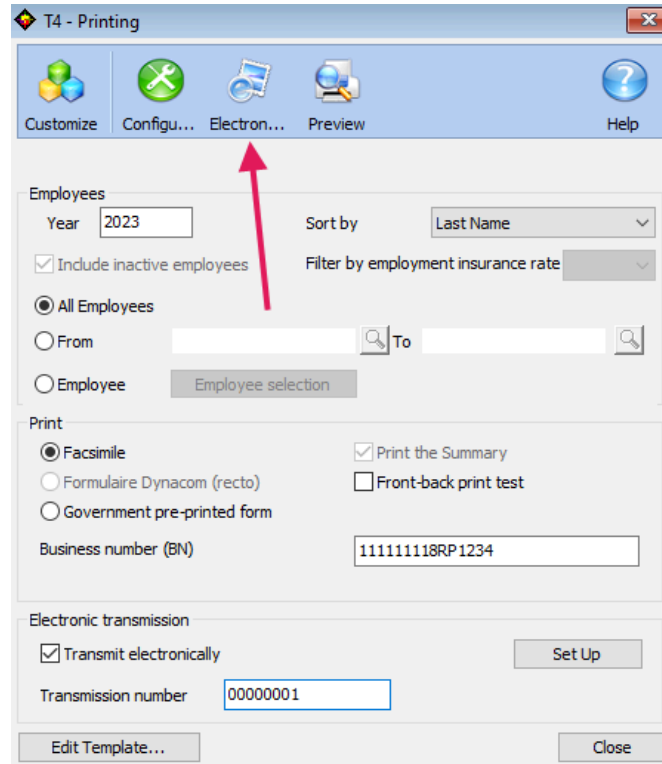 T4 - Printing
Customize Configu... Electron... Preview Help
Employees
Year 2023 Sort by Last Name
Include inactive employees Filter by employment insurance rate
All Employees
From To
Employee Employee selection
Print
Facsimile Print the Summary
Formulaire Dynacom (recto) Front-back print test
Government pre-printed form
Business number (BN) 111111118RP1234
Electronic transmission
Transmit electronically Set Up
Transmission number 00000001
Edit Template... Close